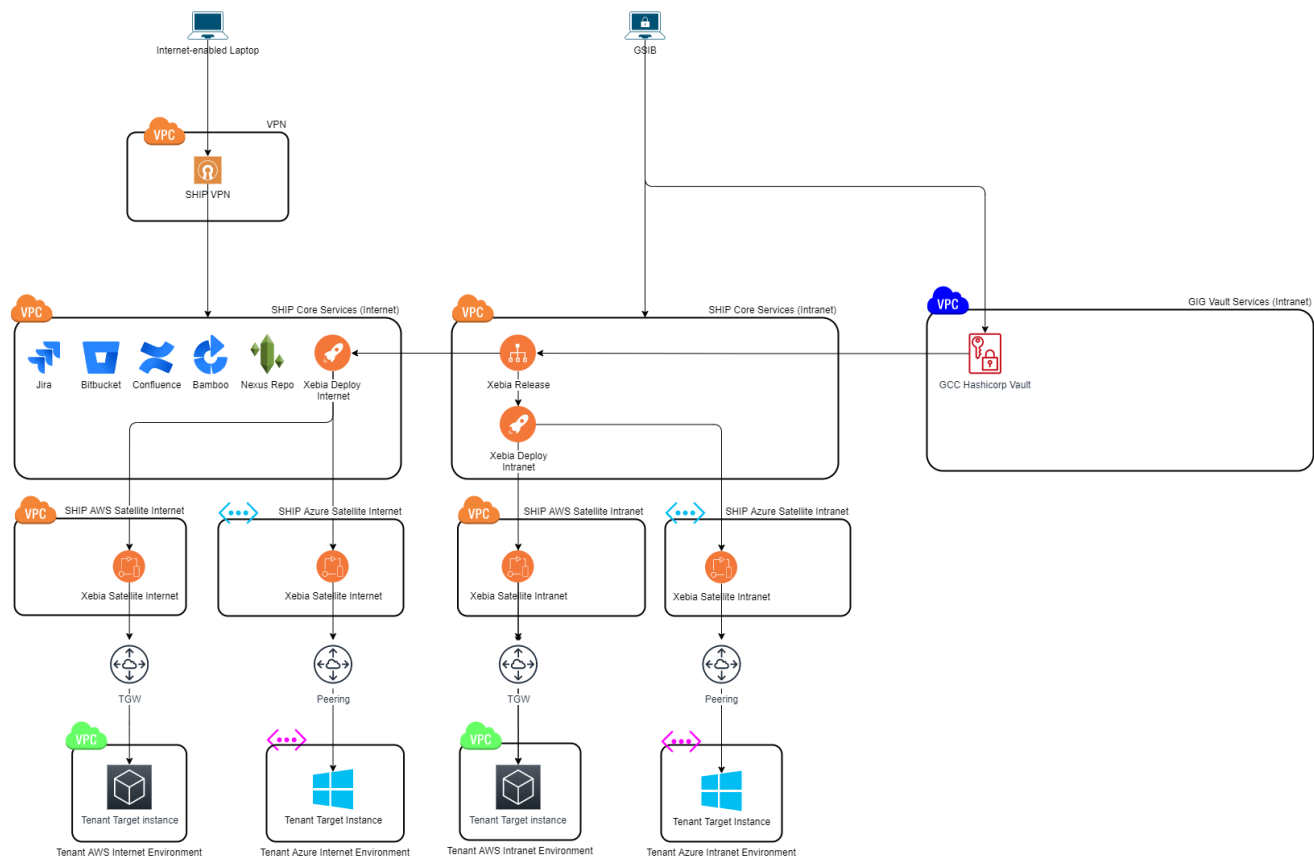 Internet-enabled Laptop
GSIB
VPC
VPN
SHIP VPN
VPC
SHIP Core Services (Internet)
VPC
SHIP Core Services (Intranet)
VPC
GIG Vault Services (Intranet)
Jira
Bitbucket
Confluence
Bamboo
Nexus Repo
Xebia Deploy
Internet
Xebia Release
GCC Hashicorp Vault
Xebia Deploy
Intranet
VPC
SHIP AWS Satellite Internet
SHIP Azure Satellite Internet
VPC
SHIP AWS Satellite Intranet
SHIP Azure Satellite Intranet
Xebia Satellite Internet
Xebia Satellite Internet
Xebia Satellite Intranet
Xebia Satellite Intranet
TGW
Peering
TGW
Peering
VPC
VPC
Tenant Target instance
Tenant Target Instance
Tenant Target instance
Tenant Target Instance
Tenant AWS Internet Environment
Tenant Azure Internet Environment
Tenant AWS Intranet Environment
Tenant Azure Intranet Environment